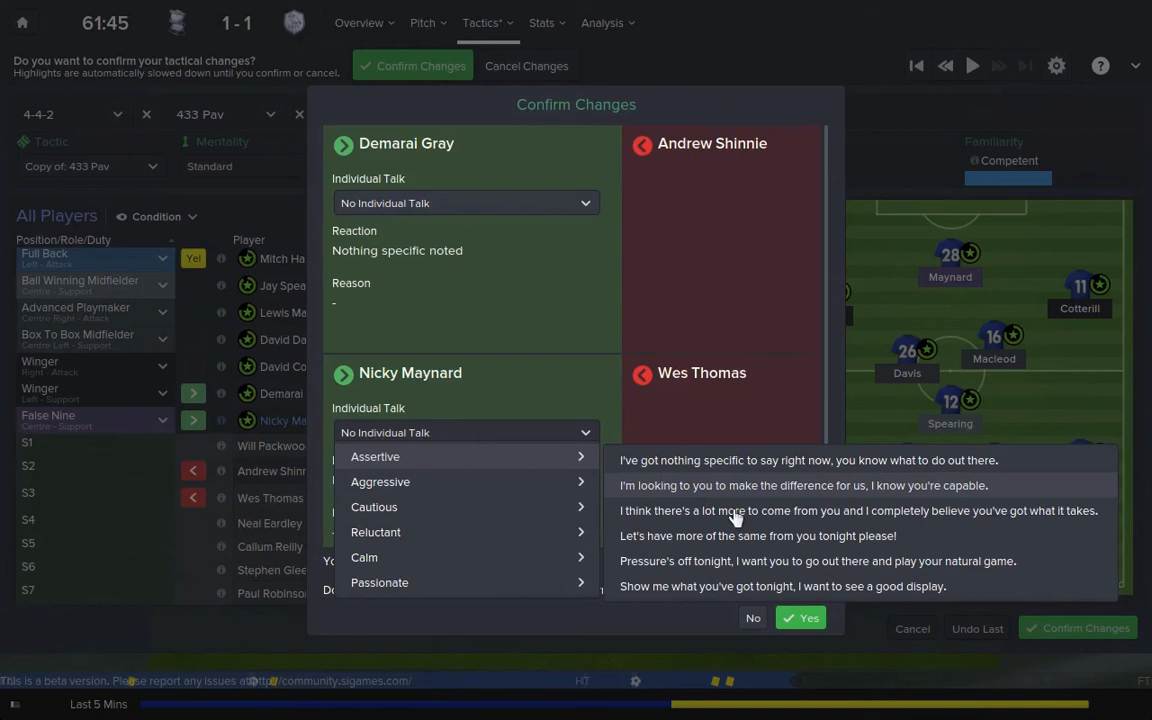 61:45
1 - 1
Overview
Pitch
Tactics*
Stats
Analysis
Do you want to confirm your tactical changes?
Highlights are automatically slowed down until you confirm or cancel.
Confirm Changes
Cancel Changes
Confirm Changes
4-4-2
433 Pav
Tactic
Mentality
Copy of: 433 Pav
Standard
Familiarity
Competent
Demarai Gray
Andrew Shinnie
Individual Talk
No Individual Talk
Reaction
Nothing specific noted
Reason
-
All Players
Condition
Position/Role/Duty
Player
Full Back
Left - Attack
Yel
Mitch Ha
Ball Winning Midfielder
Centre - Support
Jay Spea
Advanced Playmaker
Centre Right - Attack
Lewis Ma
Box To Box Midfielder
Centre Left - Support
David Da
Winger
Right - Attack
David Co
Winger
Left - Support
Demarai
False Nine
Centre - Support
Nicky Ma
S1
Will Packwoo
S2
Andrew Shinn
S3
Wes Thomas
S4
Neal Eardley
S5
Callum Reilly
S6
Stephen Glee
S7
Paul Robinson
Nicky Maynard
Wes Thomas
Individual Talk
No Individual Talk
Assertive
Aggressive
Cautious
Reluctant
Calm
Passionate
I've got nothing specific to say right now, you know what to do out there.
I'm looking to you to make the difference for us, I know you're capable.
I think there's a lot more to come from you and I completely believe you've got what it takes.
Let's have more of the same from you tonight please!
Pressure's off tonight, I want you to go out there and play your natural game.
Show me what you've got tonight, I want to see a good display.
No
Yes
28
Maynard
11
Cotterill
26
Davis
16
Macleod
12
Spearing
Cancel
Undo Last
Confirm Changes
This is a beta version. Please report any issues at http://community.sigames.com/
HT
FT
Last 5 Mins